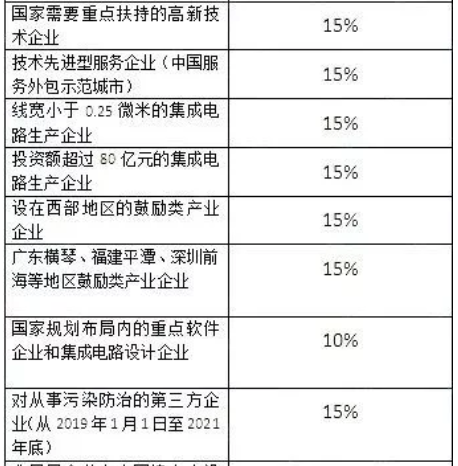 国家需要重点扶持的高新技
术企业
15%
技术先进型服务企业（中国服
务外包示范城市）
15%
线宽小于 0.25 微米的集成电
路生产企业
15%
投资额超过 80 亿元的集成电
路生产企业
15%
设在西部地区的鼓励类产业
企业
15%
广东横琴、福建平潭、深圳前
海等地区鼓励类产业企业
15%
国家规划布局内的重点软件
企业和集成电路设计企业
10%
对从事污染防治的第三方企
业(从 2019 年 1 月 1 日至 2021
年底）
15%